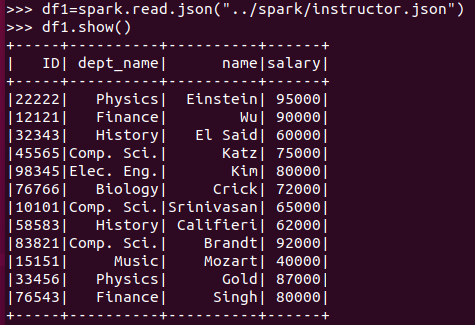 >>> df1=spark.read.json("../spark/instructor.json")
>>> df1.show()
+-----+----------+----------+------+
|   ID| dept_name|      name|salary|
+-----+----------+----------+------+
|22222|   Physics|  Einstein| 95000|
|12121|   Finance|        Wu| 90000|
|32343|   History|   El Said| 60000|
|45565|Comp. Sci.|      Katz| 75000|
|98345|Elec. Eng.|       Kim| 80000|
|76766|   Biology|     Crick| 72000|
|10101|Comp. Sci.|Srinivasan| 65000|
|58583|   History| Califieri| 62000|
|83821|Comp. Sci.|    Brandt| 92000|
|15151|     Music|    Mozart| 40000|
|33456|   Physics|      Gold| 87000|
|76543|   Finance|     Singh| 80000|
+-----+----------+----------+------+